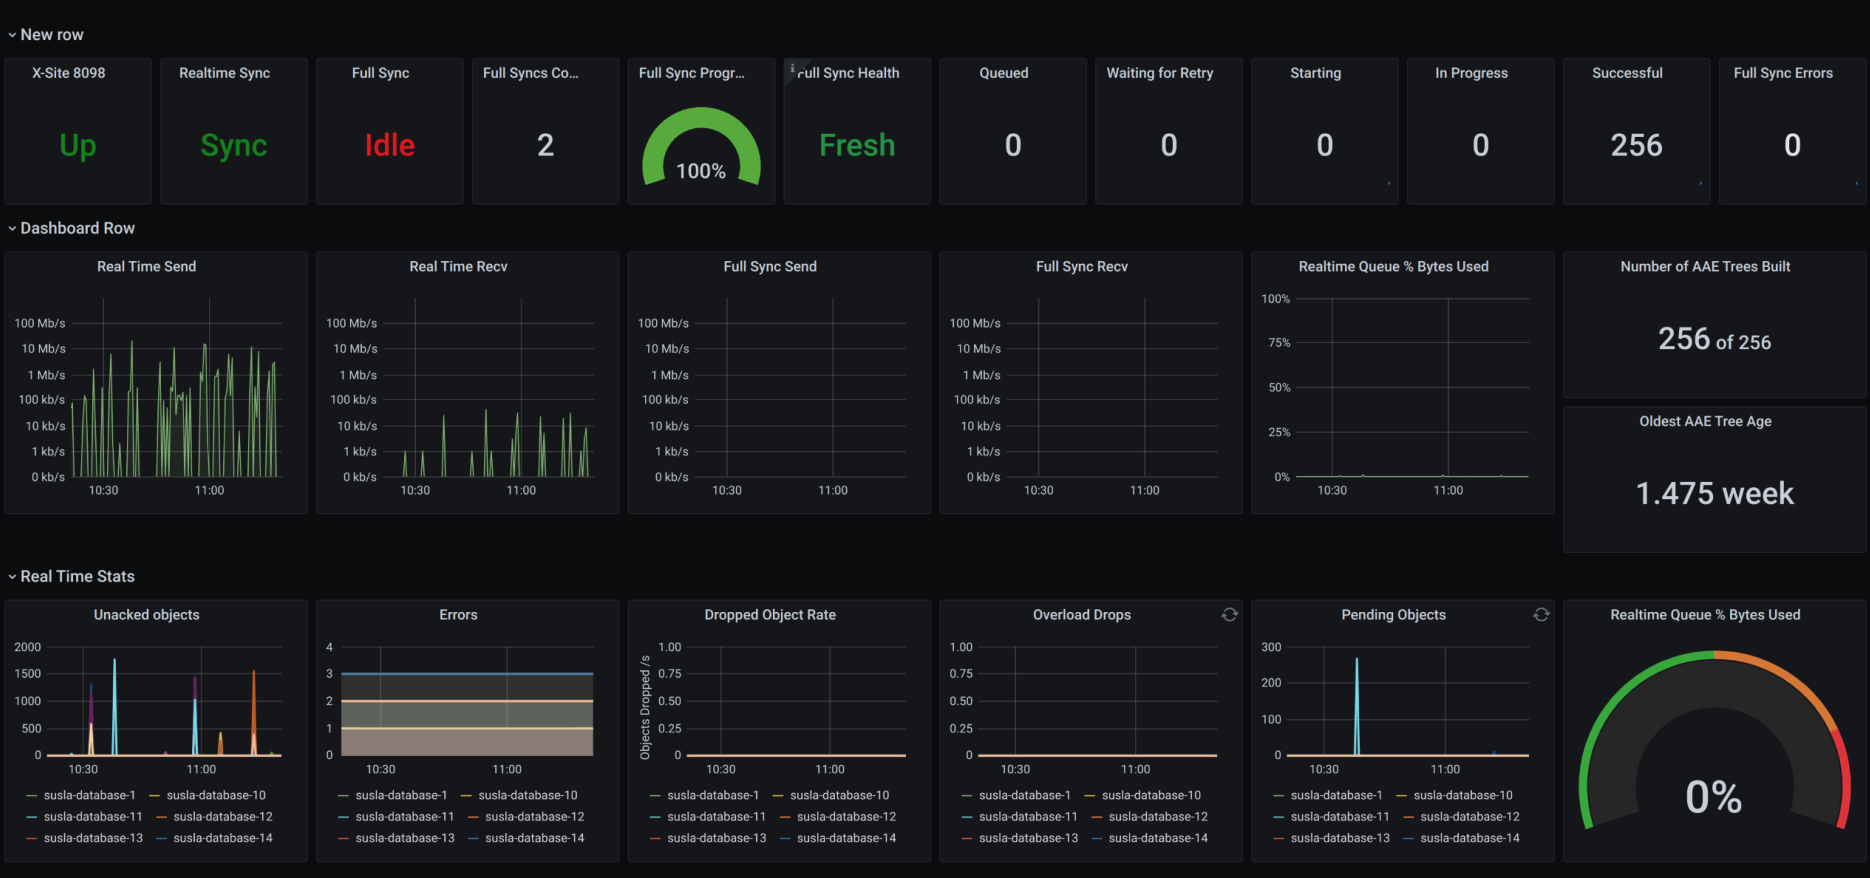 New row
X-Site 8098
Up
Realtime Sync
Sync
Full Sync
Idle
Full Syncs Co...
2
Full Sync Progr...
100%
Full Sync Health
Fresh
Queued
0
Waiting for Retry
0
Starting
0
In Progress
0
Successful
256
Full Sync Errors
0
Dashboard Row
Real Time Send
100 Mb/s
10 Mb/s
1 Mb/s
100 kb/s
10 kb/s
1 kb/s
0 kb/s
10:30 11:00
Real Time Recv
100 Mb/s
10 Mb/s
1 Mb/s
100 kb/s
10 kb/s
1 kb/s
0 kb/s
10:30 11:00
Full Sync Send
100 Mb/s
10 Mb/s
1 Mb/s
100 kb/s
10 kb/s
1 kb/s
0 kb/s
10:30 11:00
Full Sync Recv
100 Mb/s
10 Mb/s
1 Mb/s
100 kb/s
10 kb/s
1 kb/s
0 kb/s
10:30 11:00
Realtime Queue % Bytes Used
100%
75%
50%
25%
0%
10:30 11:00
Number of AAE Trees Built
256 of 256
Oldest AAE Tree Age
1.475 week
Real Time Stats
Unacked objects
2000
1500
1000
500
0
10:30 11:00
susla-database-1 susla-database-10
susla-database-11 susla-database-12
susla-database-13 susla-database-14
Errors
4
3
2
1
0
10:30 11:00
susla-database-1 susla-database-10
susla-database-11 susla-database-12
susla-database-13 susla-database-14
Dropped Object Rate
Objects Dropped /s
1.00
0.75
0.50
0.25
0
10:30 11:00
susla-database-1 susla-database-10
susla-database-11 susla-database-12
susla-database-13 susla-database-14
Overload Drops
1.00
0.75
0.50
0.25
0
10:30 11:00
susla-database-1 susla-database-10
susla-database-11 susla-database-12
susla-database-13 susla-database-14
Pending Objects
300
200
100
0
10:30 11:00
susla-database-1 susla-database-10
susla-database-11 susla-database-12
susla-database-13 susla-database-14
Realtime Queue % Bytes Used
0%